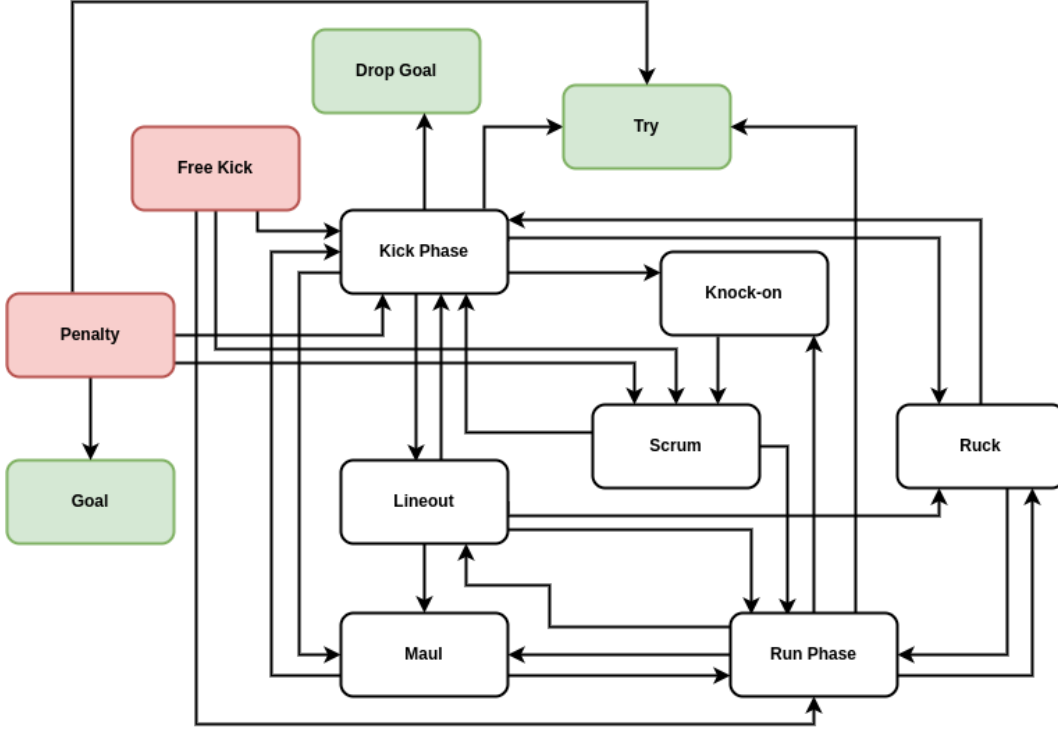 Drop Goal
Try
Free Kick
Kick Phase
Knock-on
Penalty
Scrum
Ruck
Goal
Lineout
Maul
Run Phase